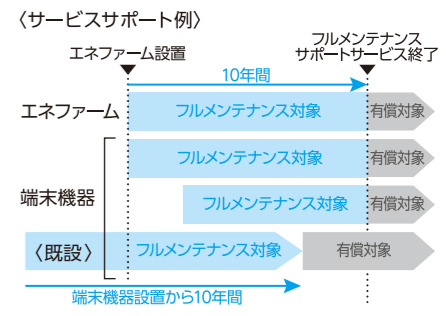 〈サービスサポート例〉
フルメンテナンス
サポートサービス終了
エネファーム設置
10年間
エネファーム
フルメンテナンス対象
有償対象
フルメンテナンス対象
有償対象
端末機器
フルメンテナンス対象
有償対象
〈既設〉
フルメンテナンス対象
有償対象
端末機器設置から10年間